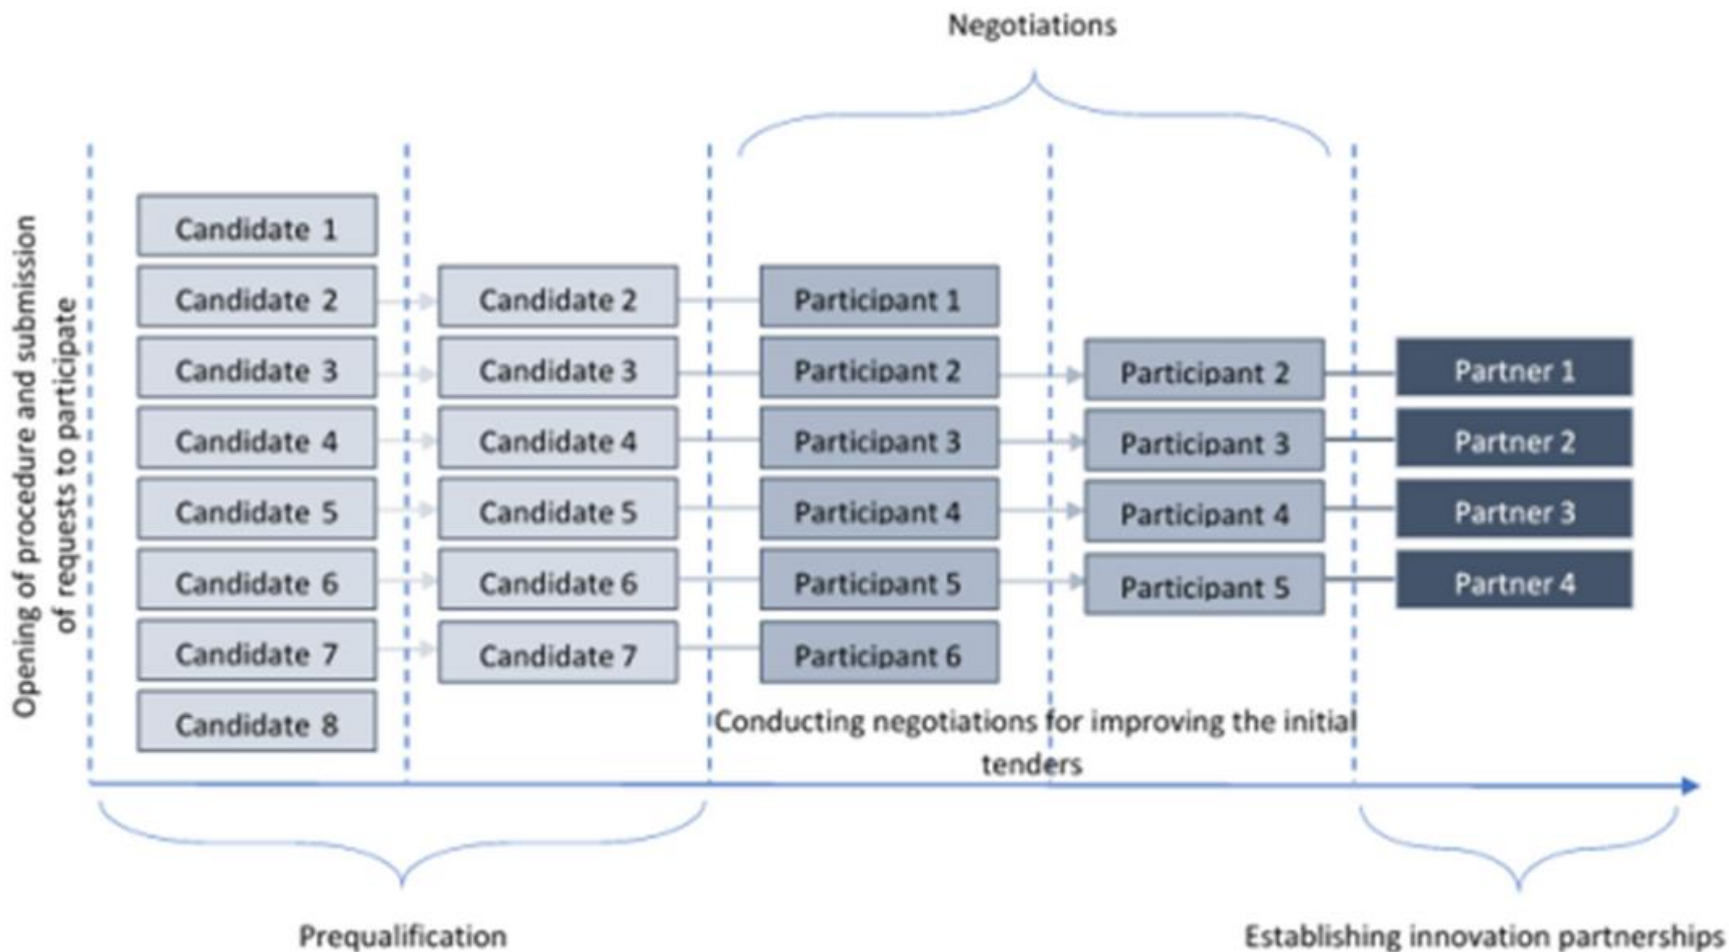 Negotiations
Opening of procedure and submission
of requests to participate
Candidate 1
Candidate 2
Candidate 3
Candidate 4
Candidate 5
Candidate 6
Candidate 7
Candidate 8
Candidate 2
Candidate 3
Candidate 4
Candidate 5
Candidate 6
Candidate 7
Participant 1
Participant 2
Participant 3
Participant 4
Participant 5
Participant 6
Participant 2
Participant 3
Participant 4
Participant 5
Partner 1
Partner 2
Partner 3
Partner 4
Conducting negotiations for improving the initial
tenders
Prequalification
Establishing innovation partnerships